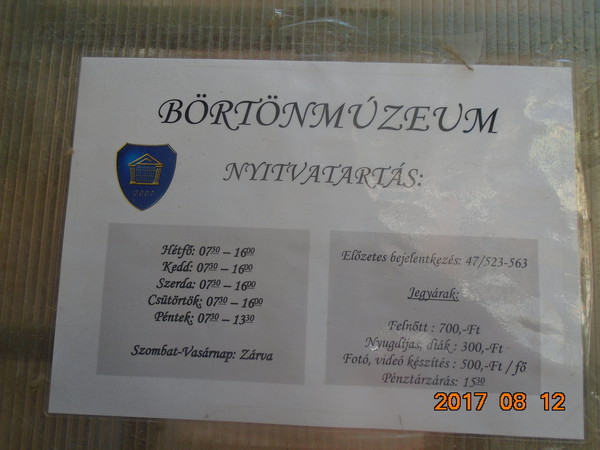 BÖRTÖNMÚZEUM
NYITVATARTÁS:
Hétfő: 07³⁰ – 16⁰⁰
Kedd: 07³⁰ – 16⁰⁰
Szerda: 07³⁰ – 16⁰⁰
Csütörtök: 07³⁰ – 16⁰⁰
Péntek: 07³⁰ – 13³⁰
Szombat-Vasárnap: Zárva
Előzetes bejelentkezés: 47/523-563
Jegyárak:
Felnőtt : 700,-Ft
Nyugdíjas, diák : 300,-Ft
Fotó, videó készítés : 500,-Ft / fő
Pénztárzárás: 15³⁰
2017 08 12